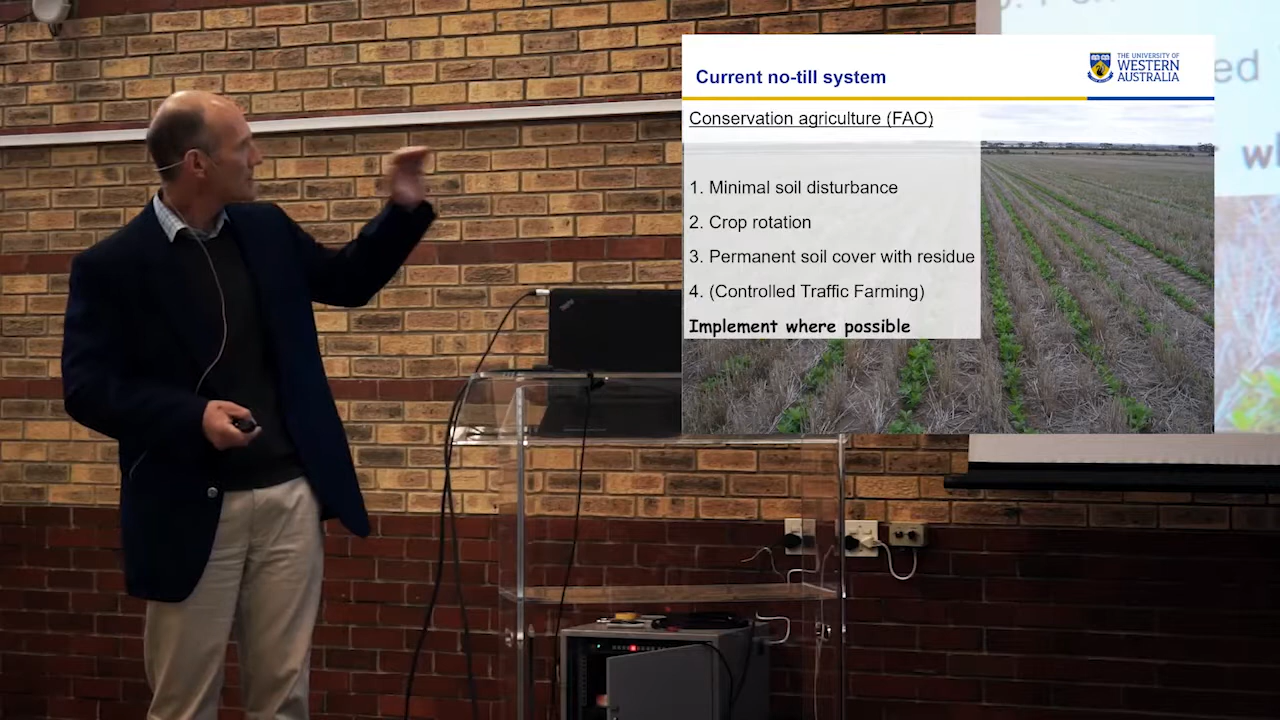 Current no-till system
THE UNIVERSITY OF
WESTERN
AUSTRALIA
Conservation agriculture (FAO)
1. Minimal soil disturbance
2. Crop rotation
3. Permanent soil cover with residue
4. (Controlled Traffic Farming)
Implement where possible
ThinkPad